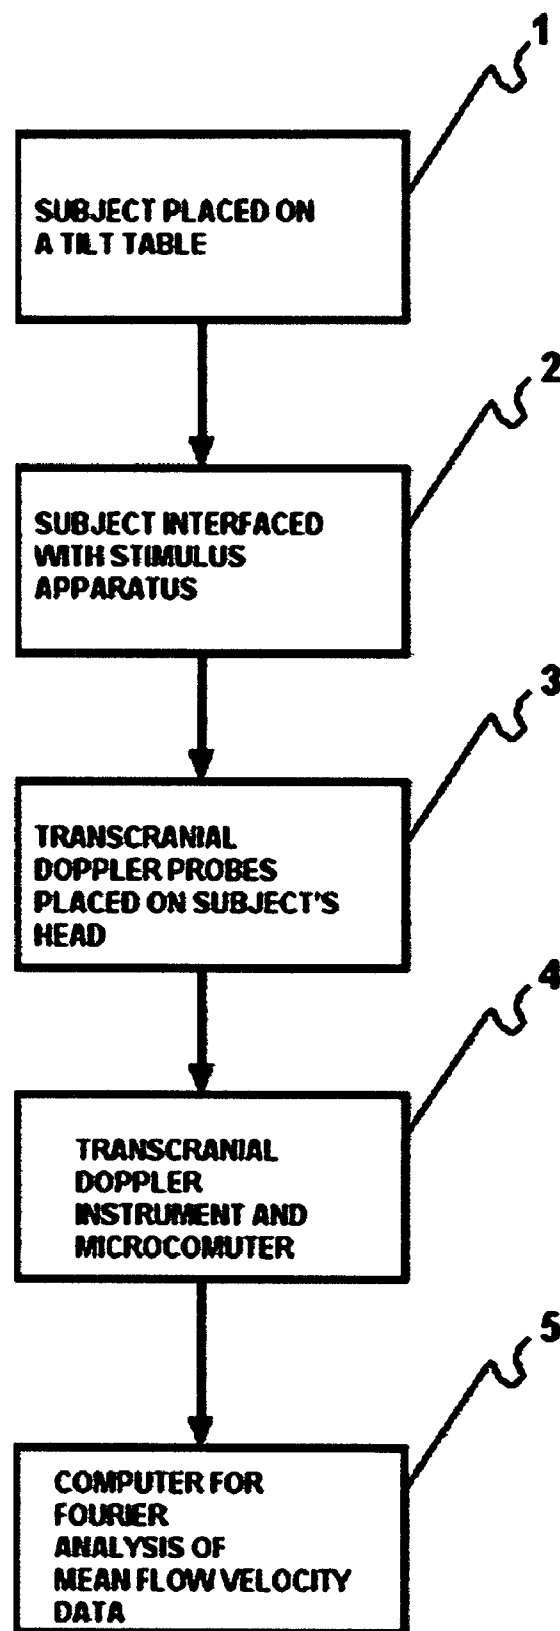 1
SUBJECT PLACED ON
A TILT TABLE
2
SUBJECT INTERFACED
WITH STIMULUS
APPARATUS
3
TRANSCRANIAL
DOPPLER PROBES
PLACED ON SUBJECT'S
HEAD
4
TRANSCRANIAL
DOPPLER
INSTRUMENT AND
MICROCOMUTER
5
COMPUTER FOR
FOURIER
ANALYSIS OF
MEAN FLOW VELOCITY
DATA